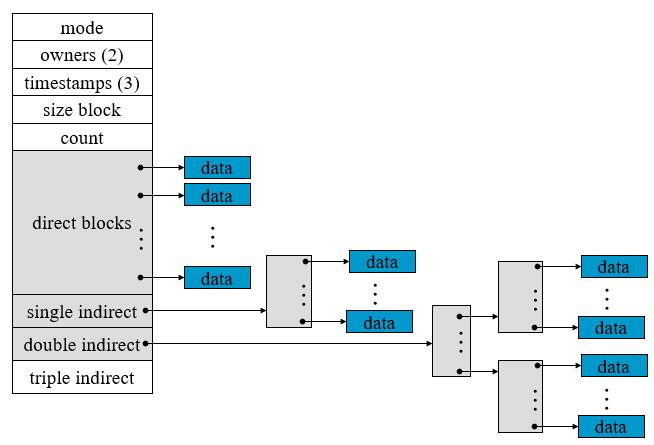 mode
owners (2)
timestamps (3)
size block
count
direct blocks
data
data
data
single indirect
data
data
double indirect
data
data
data
data
triple indirect